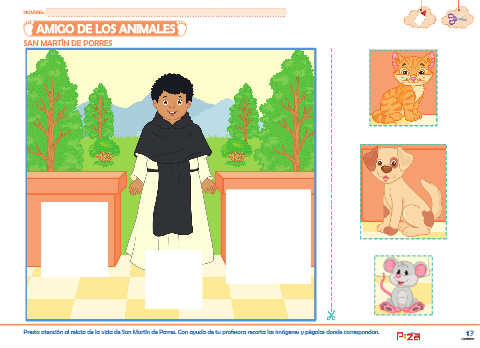 NOMBRE:
AMIGO DE LOS ANIMALES
SAN MARTÍN DE PORRES
Presta atención al relato de la vida de San Martín de Porres. Con ayuda de tu profesora recorta las imágenes y pégalas donde correspondan.
17